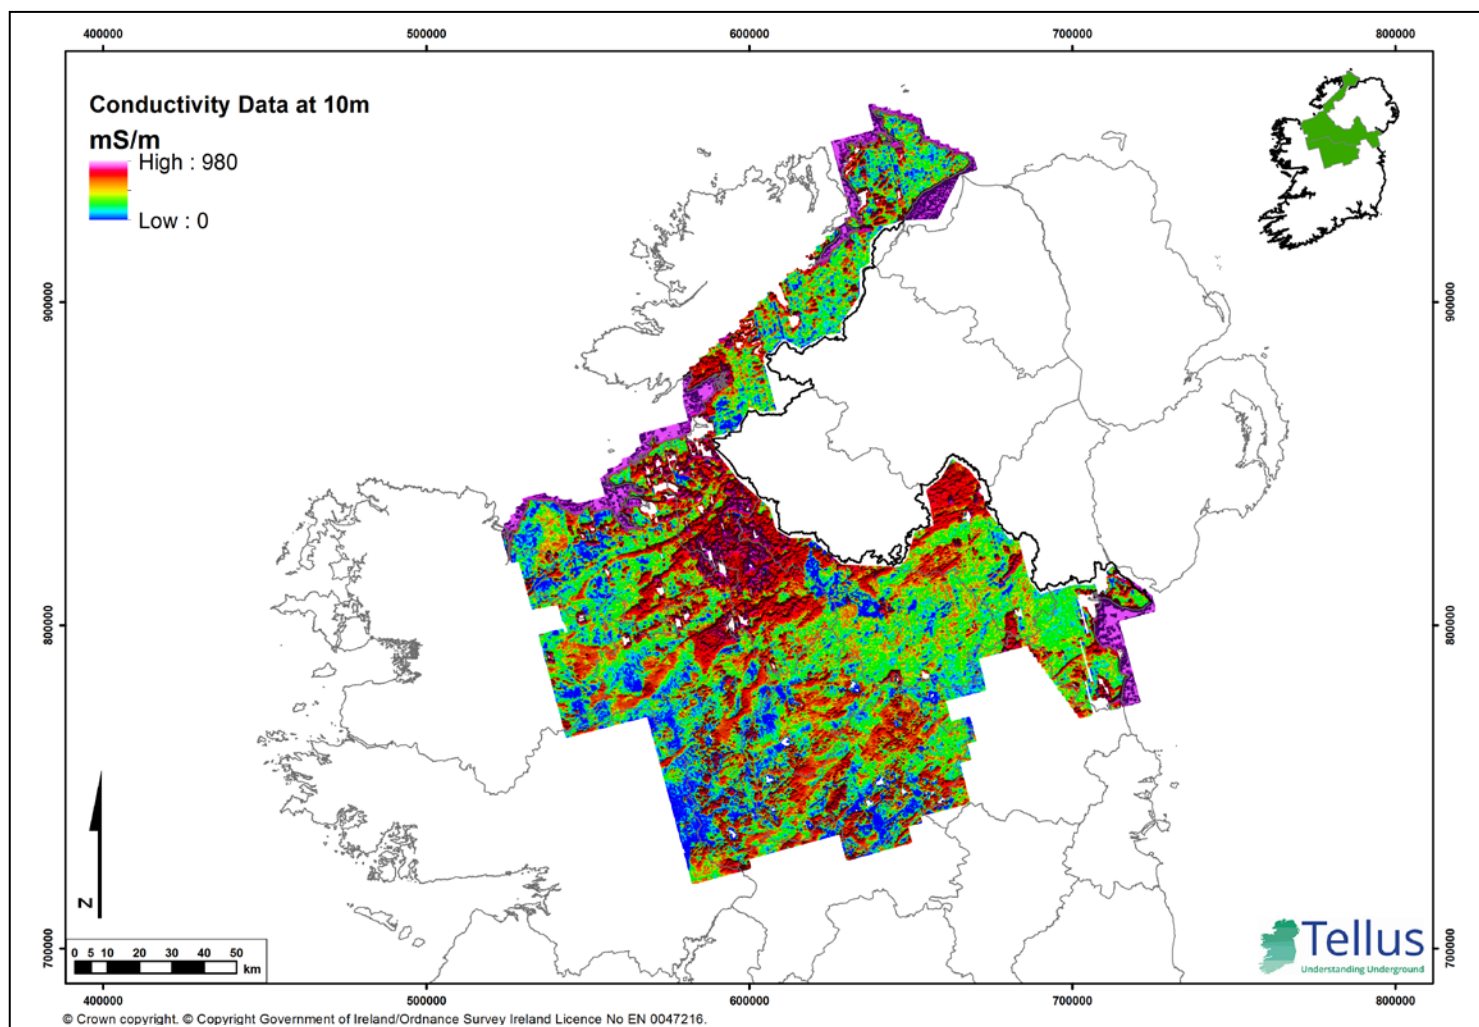 400000 500000 600000 700000 800000
Conductivity Data at 10m
mS/m
High : 980
Low : 0
900000 900000
800000 800000
700000 700000
N
0 5 10 20 30 40 50
km
Tellus
Understanding Underground
400000 500000 600000 700000 800000
© Crown copyright. © Copyright Government of Ireland/Ordnance Survey Ireland Licence No EN 0047216.